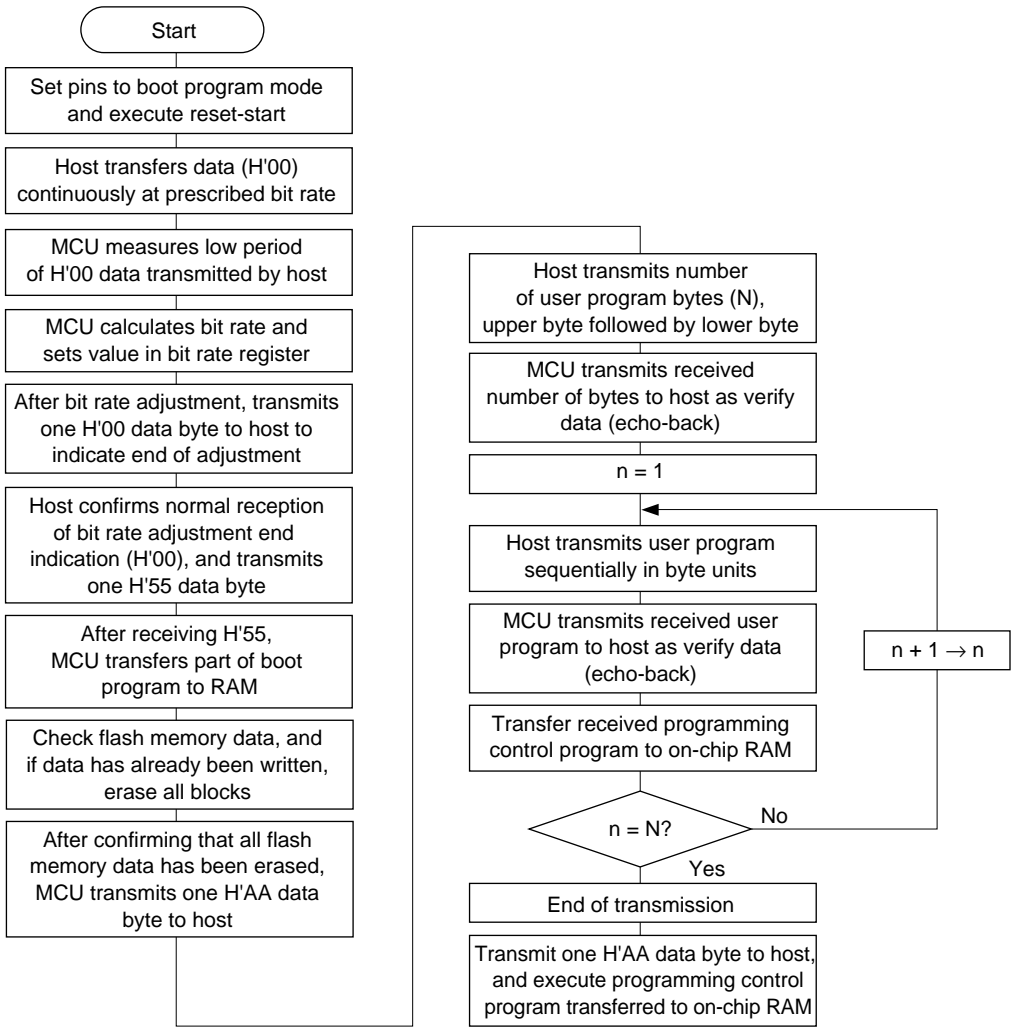 Start
Set pins to boot program mode
and execute reset-start
Host transfers data (H'00)
continuously at prescribed bit rate
MCU measures low period
of H'00 data transmitted by host
MCU calculates bit rate and
sets value in bit rate register
After bit rate adjustment, transmits
one H'00 data byte to host to
indicate end of adjustment
Host confirms normal reception
of bit rate adjustment end
indication (H'00), and transmits
one H'55 data byte
After receiving H'55,
MCU transfers part of boot
program to RAM
Check flash memory data, and
if data has already been written,
erase all blocks
After confirming that all flash
memory data has been erased,
MCU transmits one H'AA data
byte to host
Host transmits number
of user program bytes (N),
upper byte followed by lower byte
MCU transmits received
number of bytes to host as verify
data (echo-back)
n = 1
Host transmits user program
sequentially in byte units
MCU transmits received user
program to host as verify data
(echo-back)
n + 1 → n
Transfer received programming
control program to on-chip RAM
n = N?
No
Yes
End of transmission
Transmit one H'AA data byte to host,
and execute programming control
program transferred to on-chip RAM